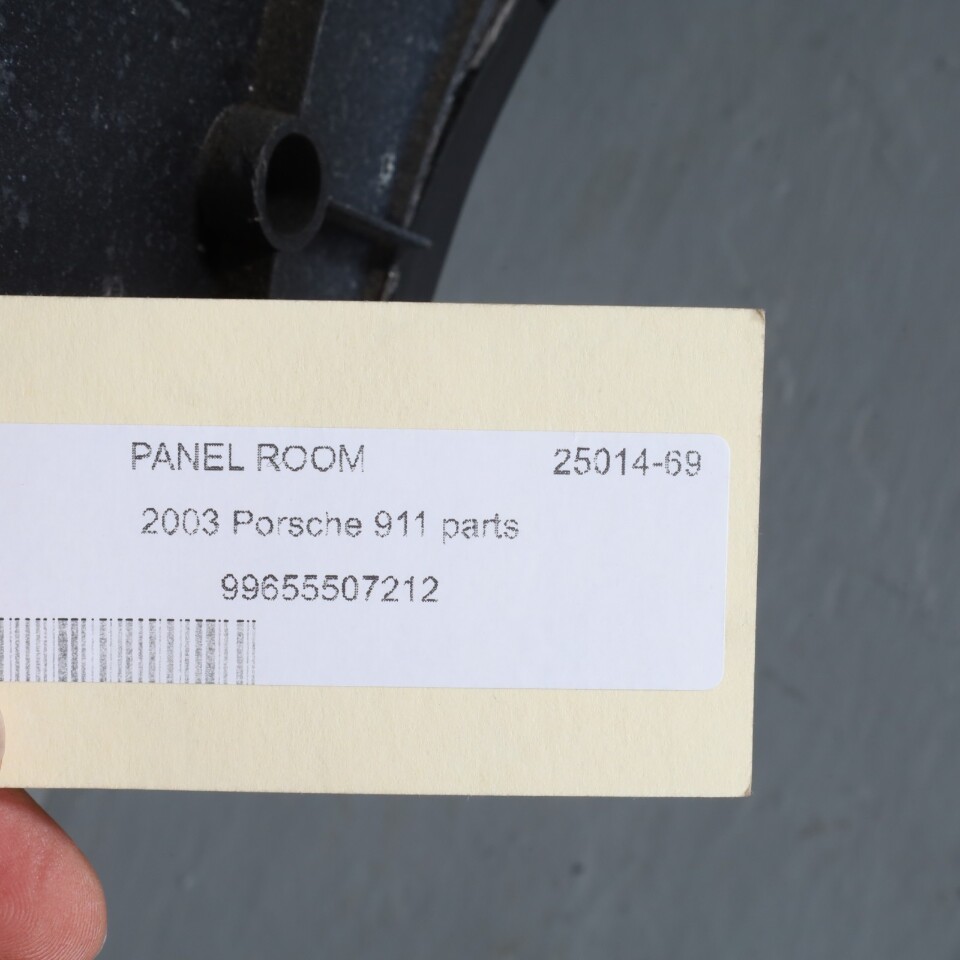 PANEL ROOM 25014-69
2003 Porsche 911 parts
99655507212